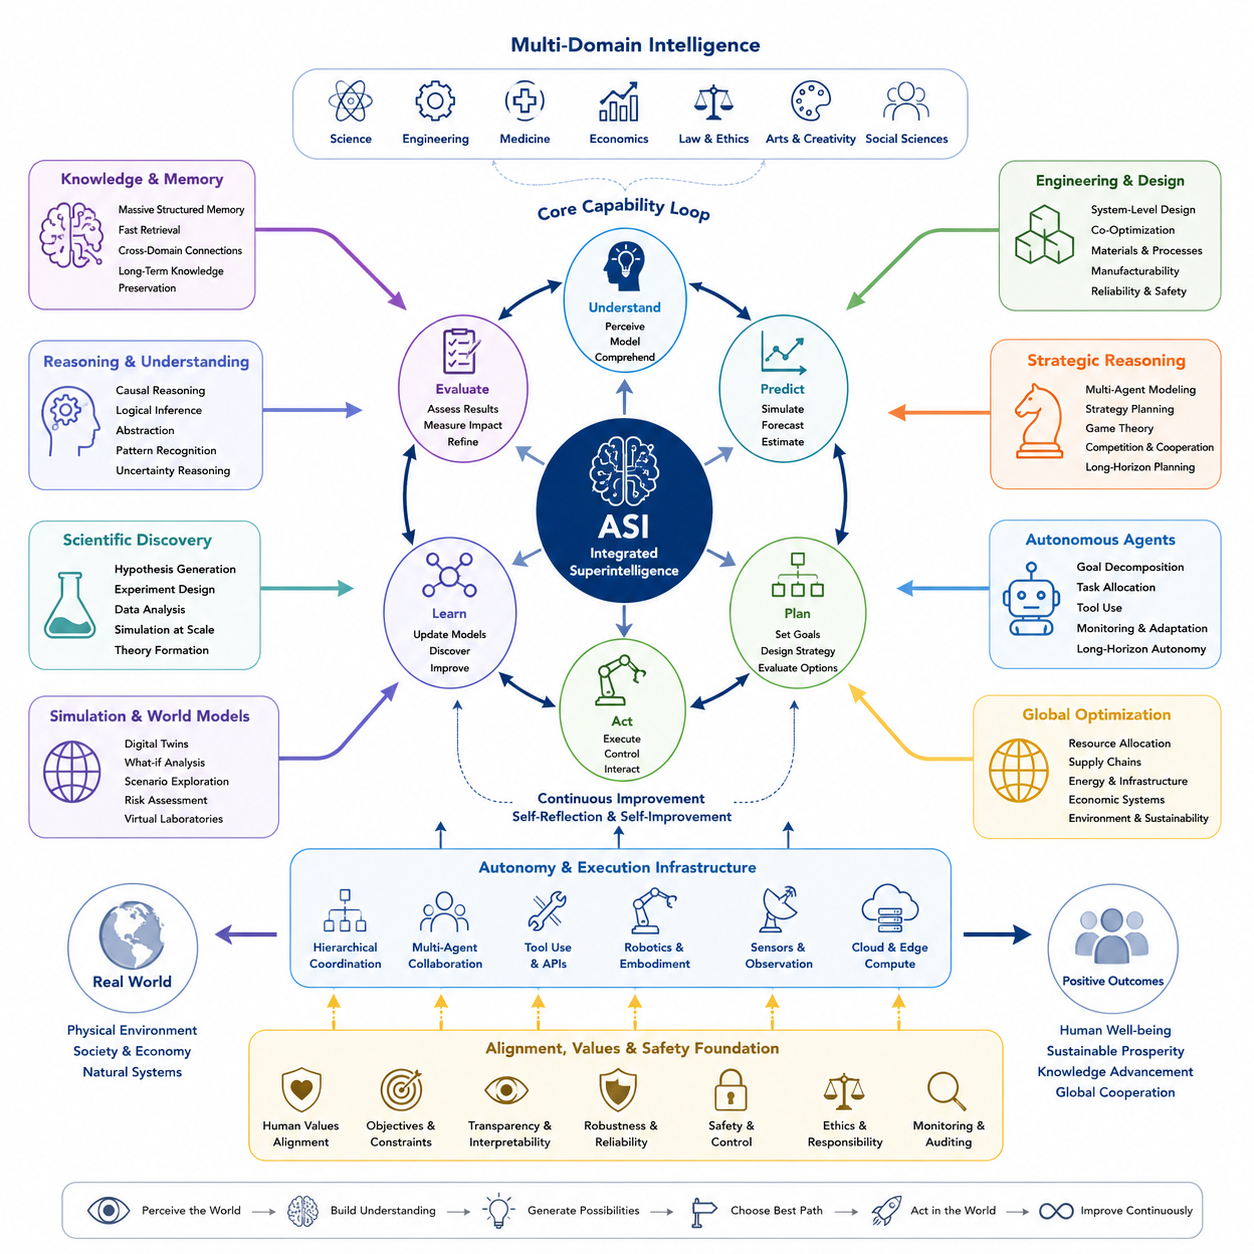 Multi-Domain Intelligence
Science
Engineering
Medicine
Economics
Law & Ethics
Arts & Creativity
Social Sciences
Knowledge & Memory
Massive Structured Memory
Fast Retrieval
Cross-Domain Connections
Long-Term Knowledge
Preservation
Reasoning & Understanding
Causal Reasoning
Logical Inference
Abstraction
Pattern Recognition
Uncertainty Reasoning
Scientific Discovery
Hypothesis Generation
Experiment Design
Data Analysis
Simulation at Scale
Theory Formation
Simulation & World Models
Digital Twins
What-if Analysis
Scenario Exploration
Risk Assessment
Virtual Laboratories
Core Capability Loop
Understand
Perceive
Model
Comprehend
Evaluate
Assess Results
Measure Impact
Refine
Predict
Simulate
Forecast
Estimate
ASI
Integrated
Superintelligence
Learn
Update Models
Discover
Improve
Plan
Set Goals
Design Strategy
Evaluate Options
Act
Execute
Control
Interact
Continuous Improvement
Self-Reflection & Self-Improvement
Engineering & Design
System-Level Design
Co-Optimization
Materials & Processes
Manufacturability
Reliability & Safety
Strategic Reasoning
Multi-Agent Modeling
Strategy Planning
Game Theory
Competition & Cooperation
Long-Horizon Planning
Autonomous Agents
Goal Decomposition
Task Allocation
Tool Use
Monitoring & Adaptation
Long-Horizon Autonomy
Global Optimization
Resource Allocation
Supply Chains
Energy & Infrastructure
Economic Systems
Environment & Sustainability
Autonomy & Execution Infrastructure
Hierarchical
Coordination
Multi-Agent
Collaboration
Tool Use
& APIs
Robotics &
Embodiment
Sensors &
Observation
Cloud & Edge
Compute
Real World
Physical Environment
Society & Economy
Natural Systems
Positive Outcomes
Human Well-being
Sustainable Prosperity
Knowledge Advancement
Global Cooperation
Alignment, Values & Safety Foundation
Human Values
Alignment
Objectives &
Constraints
Transparency &
Interpretability
Robustness &
Reliability
Safety &
Control
Ethics &
Responsibility
Monitoring &
Auditing
Perceive the World
Build Understanding
Generate Possibilities
Choose Best Path
Act in the World
Improve Continuously